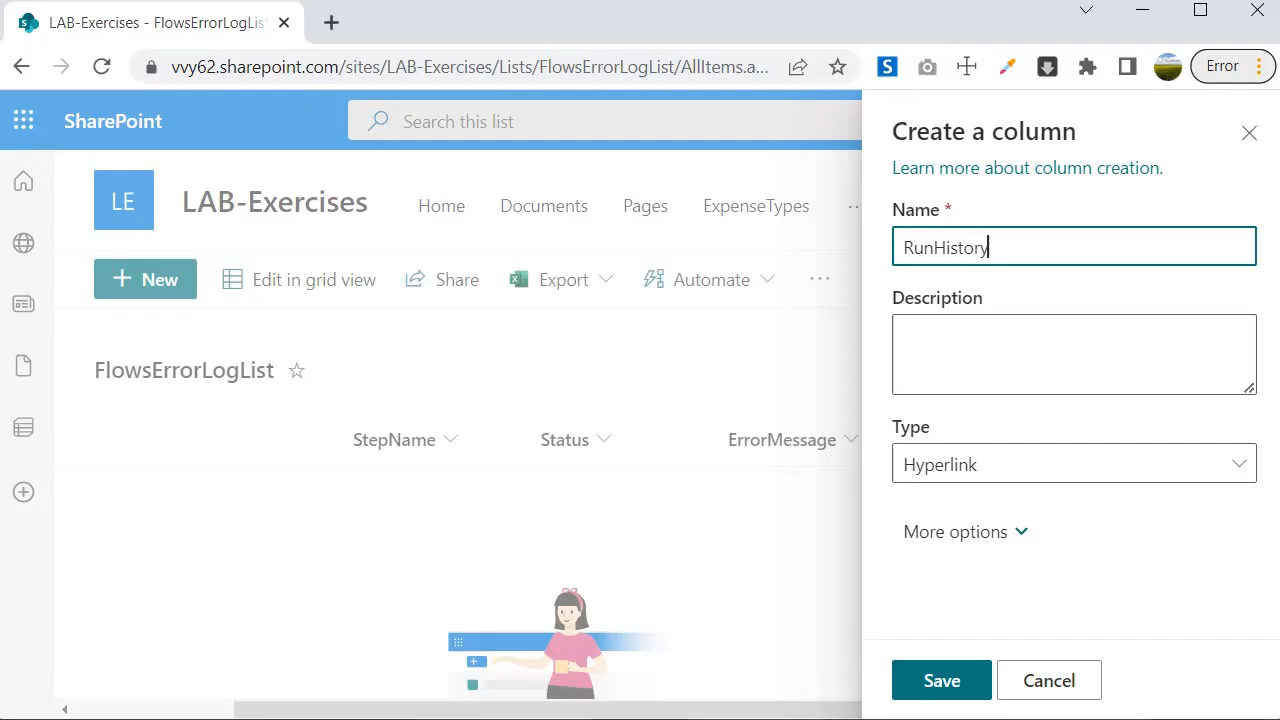 LAB-Exercises - FlowsErrorLogLis
vvy62.sharepoint.com/sites/LAB-Exercises/Lists/FlowsErrorLogList/AllItems.a...
S
Error
SharePoint
Search this list
LE
LAB-Exercises
Home
Documents
Pages
ExpenseTypes
New
Edit in grid view
Share
Export
Automate
FlowsErrorLogList
StepName
Status
ErrorMessage
Create a column
Learn more about column creation.
Name *
RunHistory
Description
Type
Hyperlink
More options
Save
Cancel